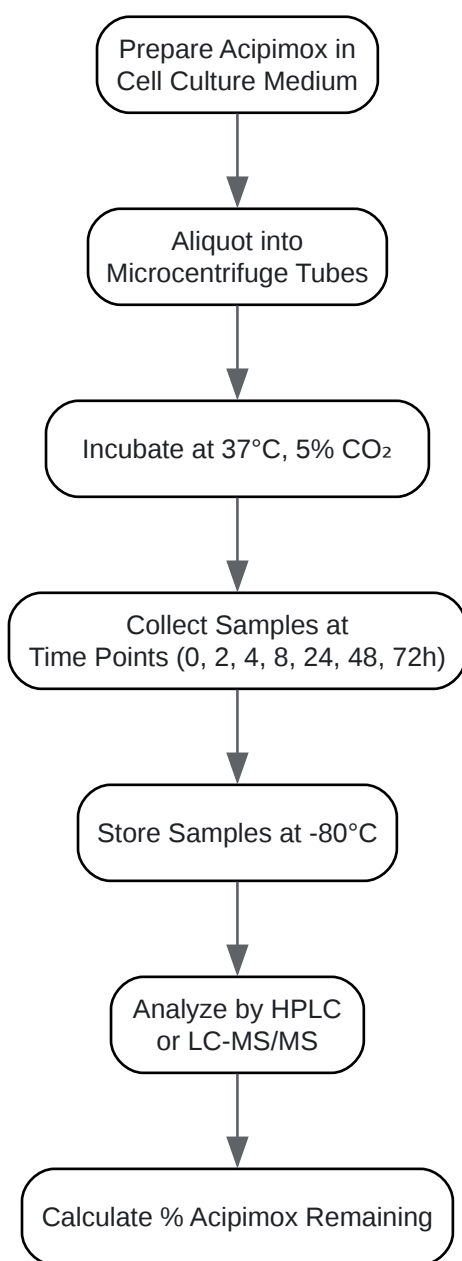 Prepare Acipimox in
Cell Culture Medium
Aliquot into
Microcentrifuge Tubes
Incubate at 37°C, 5% CO₂
Collect Samples at
Time Points (0, 2, 4, 8, 24, 48, 72h)
Store Samples at -80°C
Analyze by HPLC
or LC-MS/MS
Calculate % Acipimox Remaining